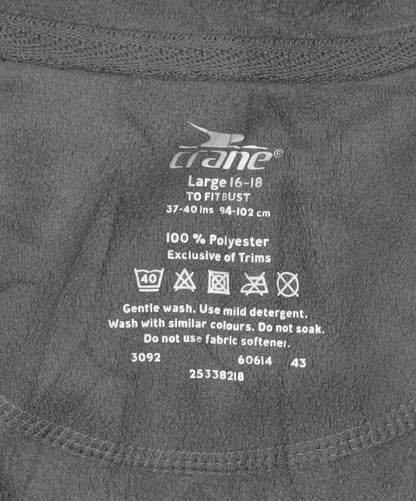 crane®
Large 16-18
TO FIT BUST
37-40 ins 94-102 cm
100 % Polyester
Exclusive of Trims
40
Gentle wash. Use mild detergent.
Wash with similar colours. Do not soak.
Do not use fabric softener.
3092 60614 43
25338218